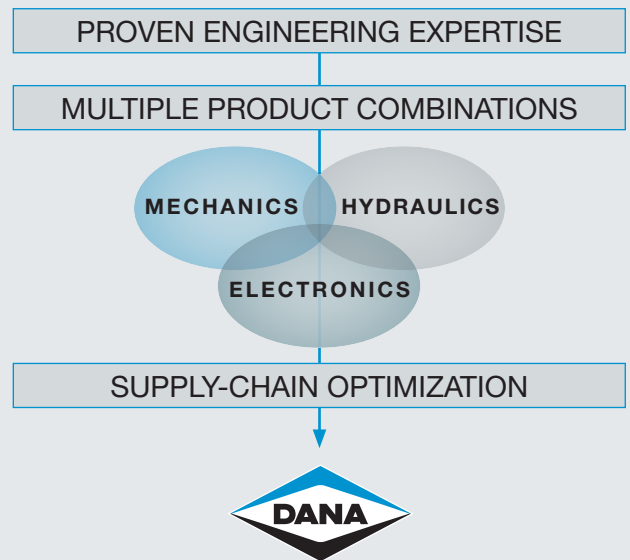 PROVEN ENGINEERING EXPERTISE
MULTIPLE PRODUCT COMBINATIONS
MECHANICS HYDRAULICS
ELECTRONICS
SUPPLY-CHAIN OPTIMIZATION
DANA